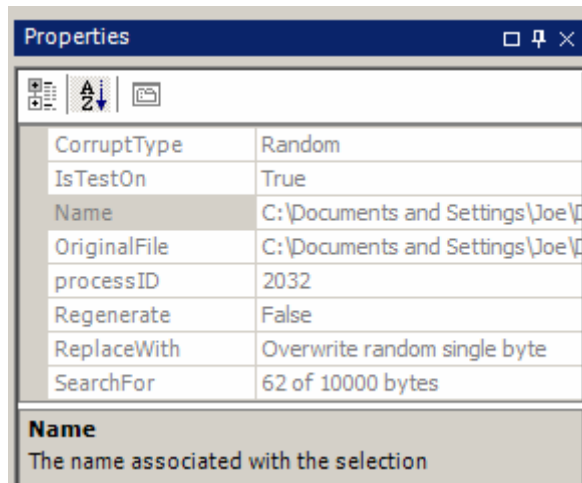 Properties
CorruptType Random
IsTestOn True
Name C:\Documents and Settings\Joe\D
OriginalFile C:\Documents and Settings\Joe\D
processID 2032
Regenerate False
ReplaceWith Overwrite random single byte
SearchFor 62 of 10000 bytes
Name
The name associated with the selection